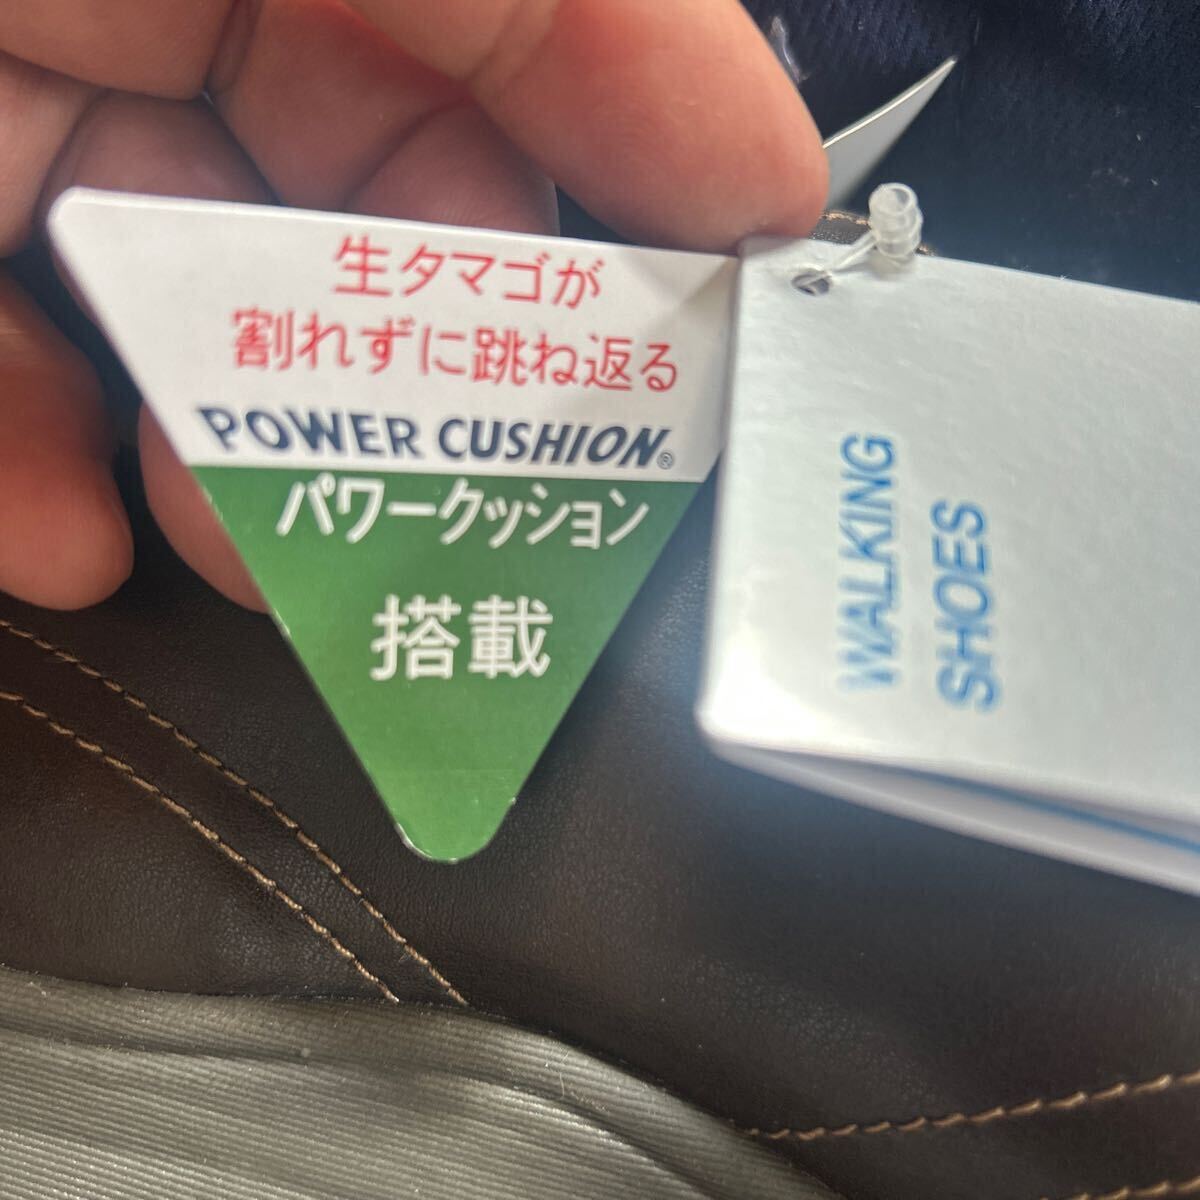 生タマゴが
割れずに跳ね返る
POWER CUSHION®
パワークッション
搭載
WALKING
SHOES